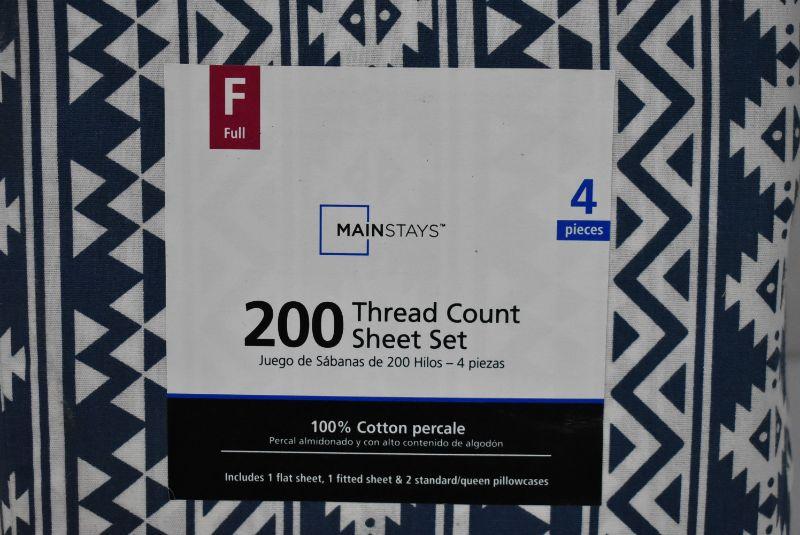 F
Full
4
pieces
MAINSTAYS™
200 Thread Count
Sheet Set
Juego de Sábanas de 200 Hilos – 4 piezas
100% Cotton percale
Percal almidonado y con alto contenido de algodón
Includes 1 flat sheet, 1 fitted sheet & 2 standard/queen pillowcases